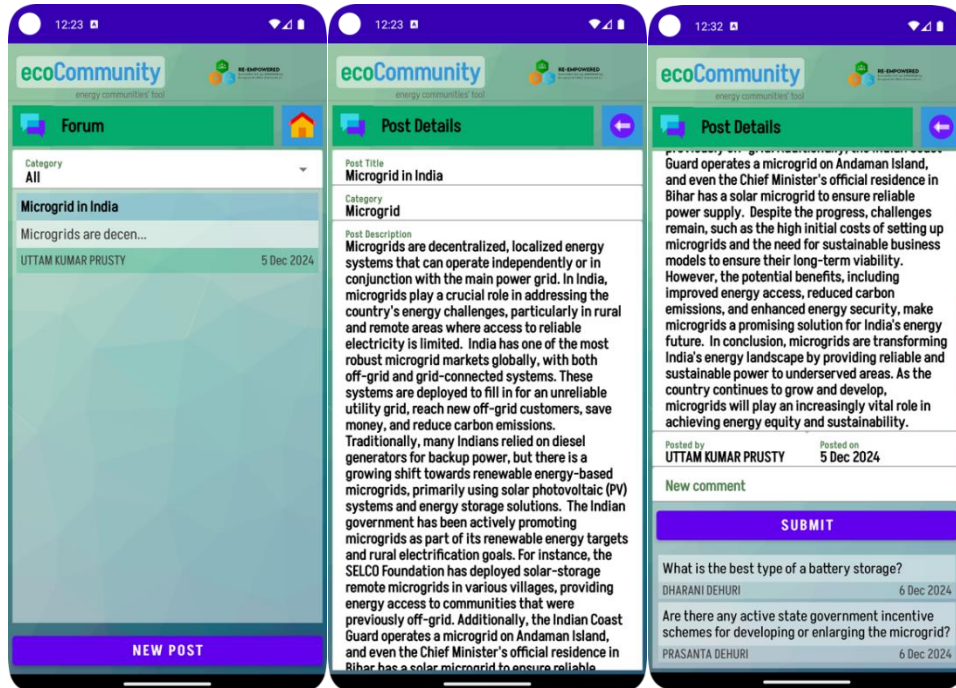 12:23
ecoCommunity
energy communities' tool
RE-EMPOWERED
Forum
Category
All
Microgrid in India
Microgrids are decen...
UTTAM KUMAR PRUSTY 5 Dec 2024
NEW POST
12:23
ecoCommunity
energy communities' tool
RE-EMPOWERED
Post Details
Post Title
Microgrid in India
Category
Microgrid
Post Description
Microgrids are decentralized, localized energy
systems that can operate independently or in
conjunction with the main power grid. In India,
microgrids play a crucial role in addressing the
country's energy challenges, particularly in rural
and remote areas where access to reliable
electricity is limited. India has one of the most
robust microgrid markets globally, with both
off-grid and grid-connected systems. These
systems are deployed to fill in for an unreliable
utility grid, reach new off-grid customers, save
money, and reduce carbon emissions.
Traditionally, many Indians relied on diesel
generators for backup power, but there is a
growing shift towards renewable energy-based
microgrids, primarily using solar photovoltaic (PV)
systems and energy storage solutions. The Indian
government has been actively promoting
microgrids as part of its renewable energy targets
and rural electrification goals. For instance, the
SELCO Foundation has deployed solar-storage
remote microgrids in various villages, providing
energy access to communities that were
previously off-grid. Additionally, the Indian Coast
Guard operates a microgrid on Andaman Island,
and even the Chief Minister's official residence in
Bihar has a solar microgrid to ensure reliable
12:32
ecoCommunity
energy communities' tool
RE-EMPOWERED
Post Details
previously off-grid. Additionally, the Indian Coast
Guard operates a microgrid on Andaman Island,
and even the Chief Minister's official residence in
Bihar has a solar microgrid to ensure reliable
power supply. Despite the progress, challenges
remain, such as the high initial costs of setting up
microgrids and the need for sustainable business
models to ensure their long-term viability.
However, the potential benefits, including
improved energy access, reduced carbon
emissions, and enhanced energy security, make
microgrids a promising solution for India's energy
future. In conclusion, microgrids are transforming
India's energy landscape by providing reliable and
sustainable power to underserved areas. As the
country continues to grow and develop,
microgrids will play an increasingly vital role in
achieving energy equity and sustainability.
Posted by Posted on
UTTAM KUMAR PRUSTY 5 Dec 2024
New comment
SUBMIT
What is the best type of a battery storage?
DHARANI DEHURI 6 Dec 2024
Are there any active state government incentive
schemes for developing or enlarging the microgrid?
PRASANTA DEHURI 6 Dec 2024